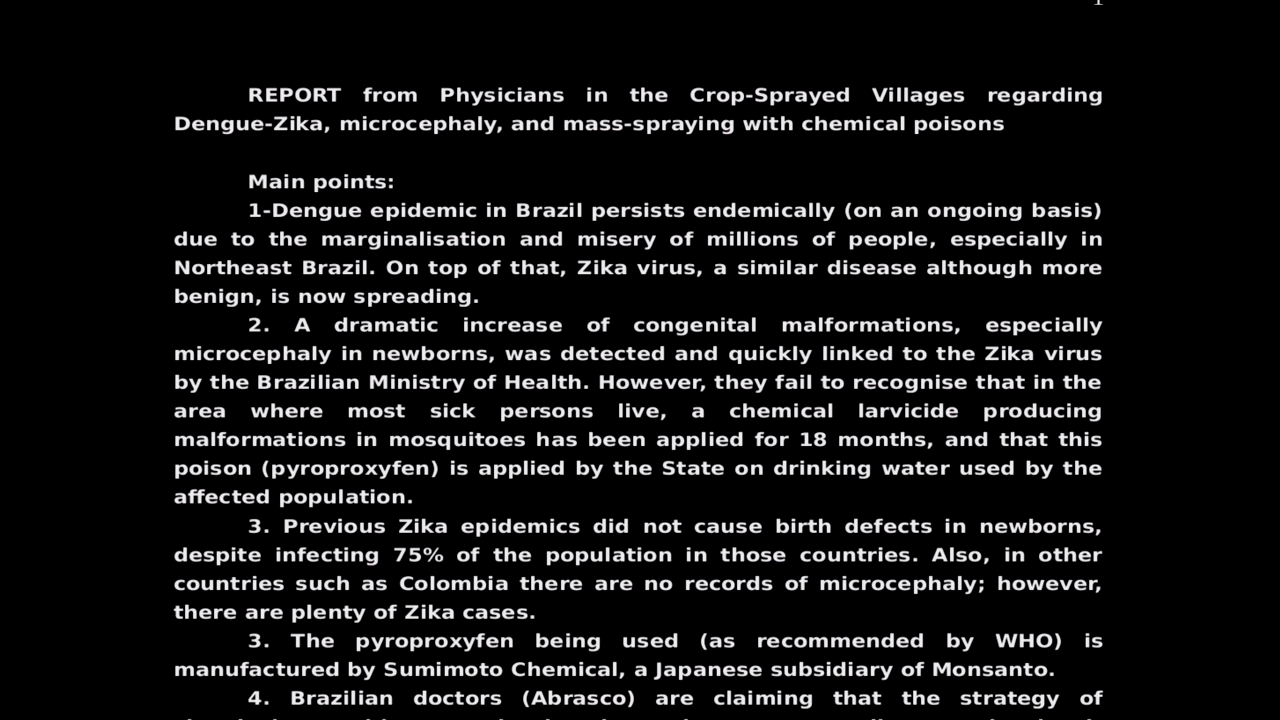 1
REPORT from Physicians in the Crop-Sprayed Villages regarding
Dengue-Zika, microcephaly, and mass-spraying with chemical poisons
Main points:
1-Dengue epidemic in Brazil persists endemically (on an ongoing basis)
due to the marginalisation and misery of millions of people, especially in
Northeast Brazil. On top of that, Zika virus, a similar disease although more
benign, is now spreading.
2. A dramatic increase of congenital malformations, especially
microcephaly in newborns, was detected and quickly linked to the Zika virus
by the Brazilian Ministry of Health. However, they fail to recognise that in the
area where most sick persons live, a chemical larvicide producing
malformations in mosquitoes has been applied for 18 months, and that this
poison (pyroproxyfen) is applied by the State on drinking water used by the
affected population.
3. Previous Zika epidemics did not cause birth defects in newborns,
despite infecting 75% of the population in those countries. Also, in other
countries such as Colombia there are no records of microcephaly; however,
there are plenty of Zika cases.
3. The pyroproxyfen being used (as recommended by WHO) is
manufactured by Sumimoto Chemical, a Japanese subsidiary of Monsanto.
4. Brazilian doctors (Abrasco) are claiming that the strategy of